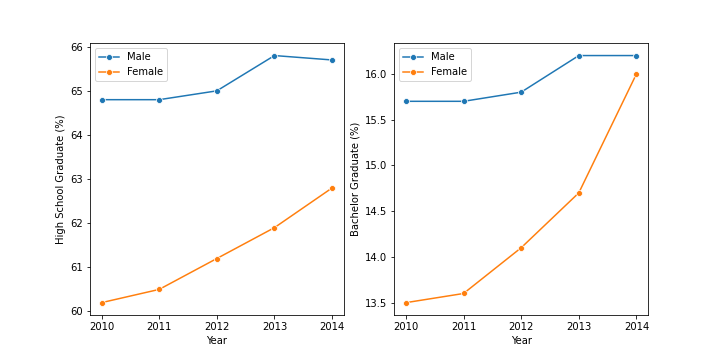 Male
Female
High School Graduate (%)
66
65
64
63
62
61
60
2010 2011 2012 2013 2014
Year
Male
Female
Bachelor Graduate (%)
16.0
15.5
15.0
14.5
14.0
13.5
2010 2011 2012 2013 2014
Year